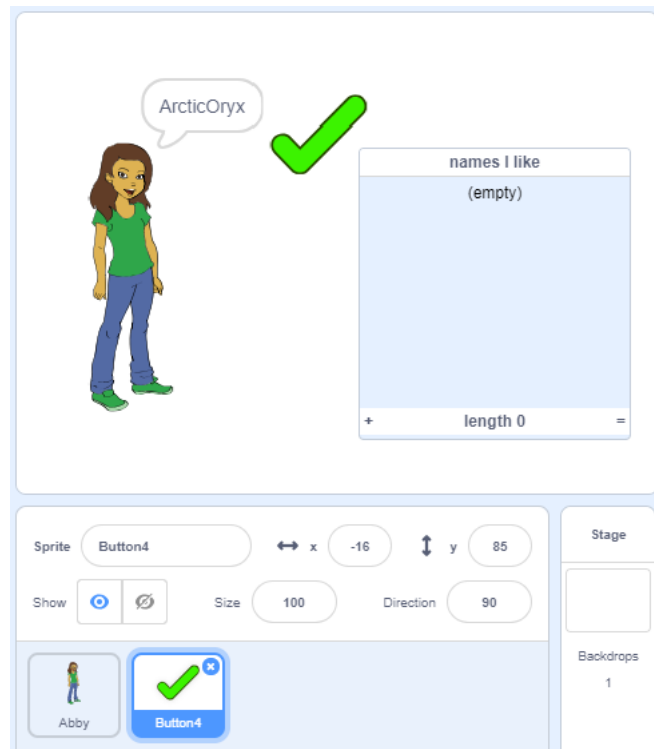 ArcticOryx
names I like
(empty)
+ length 0 =
Sprite Button4 x -16 y 85
Show Size 100 Direction 90
Abby
Button4
Stage
Backdrops
1